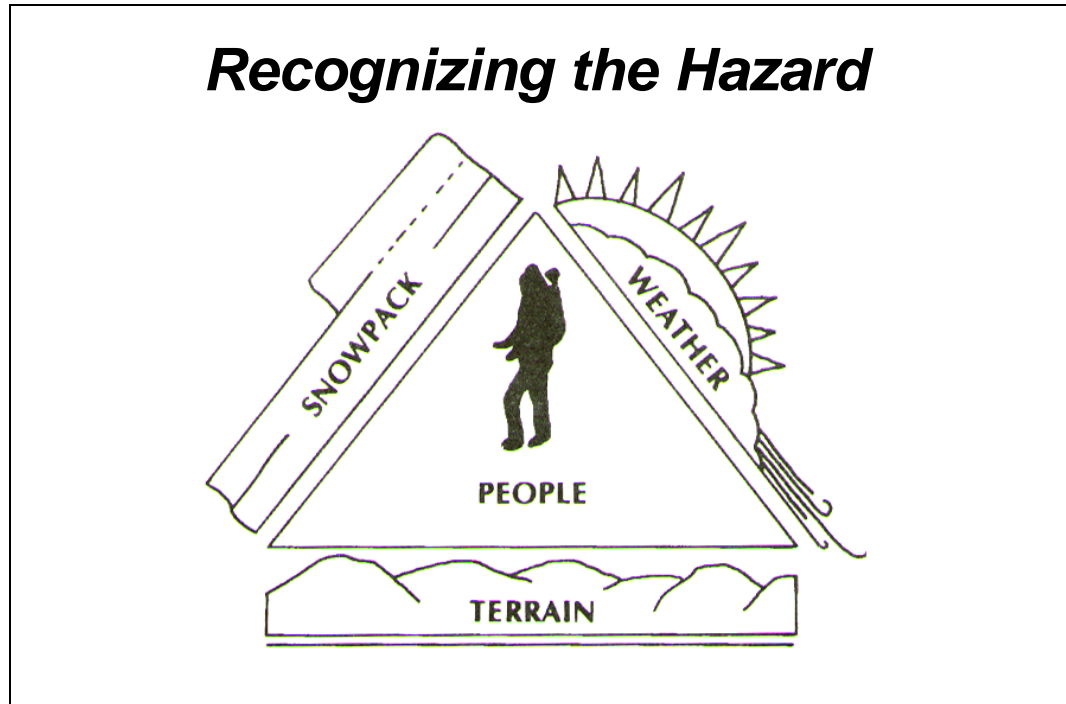 Recognizing the Hazard
SNOWPACK
WEATHER
PEOPLE
TERRAIN